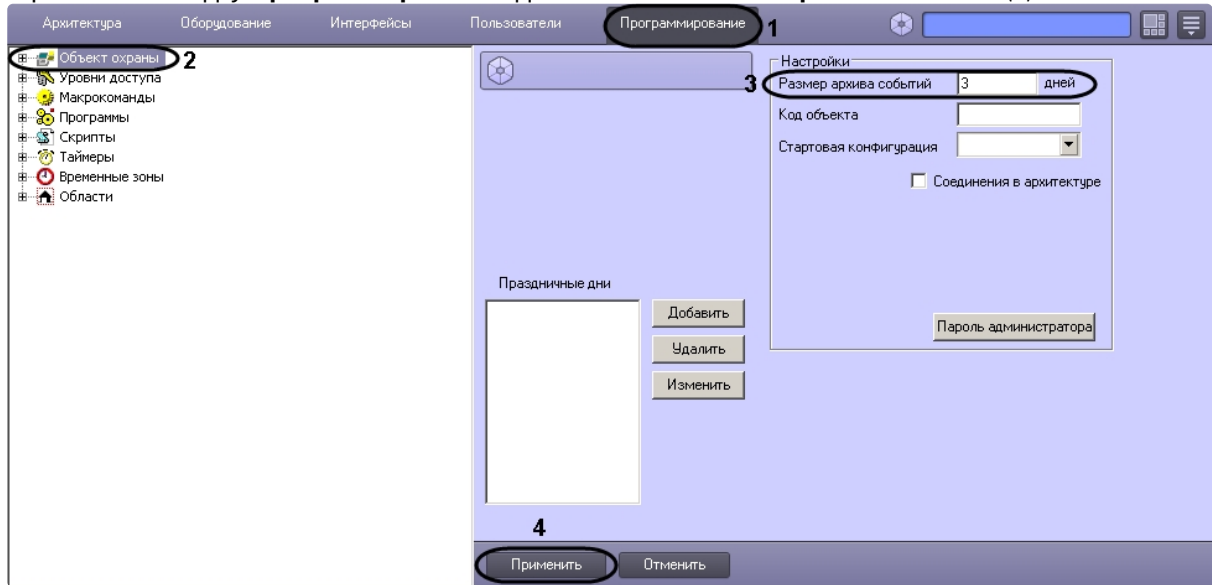 Архитектура Оборудование Интерфейсы Пользователи Программирование 1
Объект охраны 2
Уровни доступа
Макрокоманды
Программы
Скрипты
Таймеры
Временные зоны
Области
Настройки
3 Размер архива событий 3 дней
Код объекта
Стартовая конфигурация
Соединения в архитектуре
Пароль администратора
Праздничные дни
Добавить
Удалить
Изменить
4
Применить Отменить